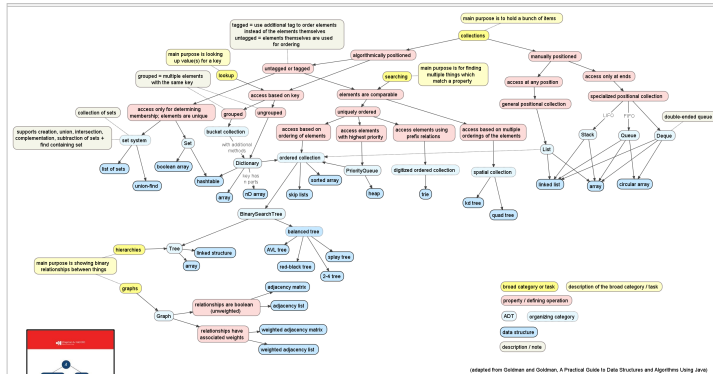 main purpose is to hold a bunch of items
collections
tagged = use additional tag to order elements
instead of the elements themselves
untagged = elements themselves are used
for ordering
main purpose is looking
up value(s) for a key
algorithmically positioned
manually positioned
grouped = multiple elements
with the same key
lookup
untagged or tagged
searching
main purpose is for finding
multiple things which
match a property
access at any position
access only at ends
access based on key
elements are comparable
general positional collection
specialized positional collection
collection of sets
access only for determining
membership: elements are unique
grouped
ungrouped
uniquely ordered
LIFO
FIFO
double-ended queue
supports creation, union, intersection,
complementation, subtraction of sets +
find containing set
set system
Set
bucket collection
with additional
methods
access based on
ordering of elements
access elements
with highest priority
access elements using
prefix relations
access based on multiple
orderings of the elements
Stack
Queue
Deque
List
list of sets
boolean array
Dictionary
ordered collection
PriorityQueue
digitized ordered collection
spatial collection
union-find
hashtable
key has
n parts
array
nD array
skip lists
sorted array
heap
trie
kd tree
quad tree
linked list
array
circular array
BinarySearchTree
balanced tree
AVL tree
splay tree
red-black tree
2-4 tree
hierarchies
Tree
linked structure
array
main purpose is showing binary
relationships between things
graphs
Graph
relationships are boolean
(unweighted)
adjacency matrix
adjacency list
relationships have
associated weights
weighted adjacency matrix
weighted adjacency list
broad category or task
description of the broad category / task
property / defining operation
ADT
organizing category
data structure
description / note
(adapted from Goldman and Goldman, A Practical Guide to Data Structures and Algorithms Using Java)